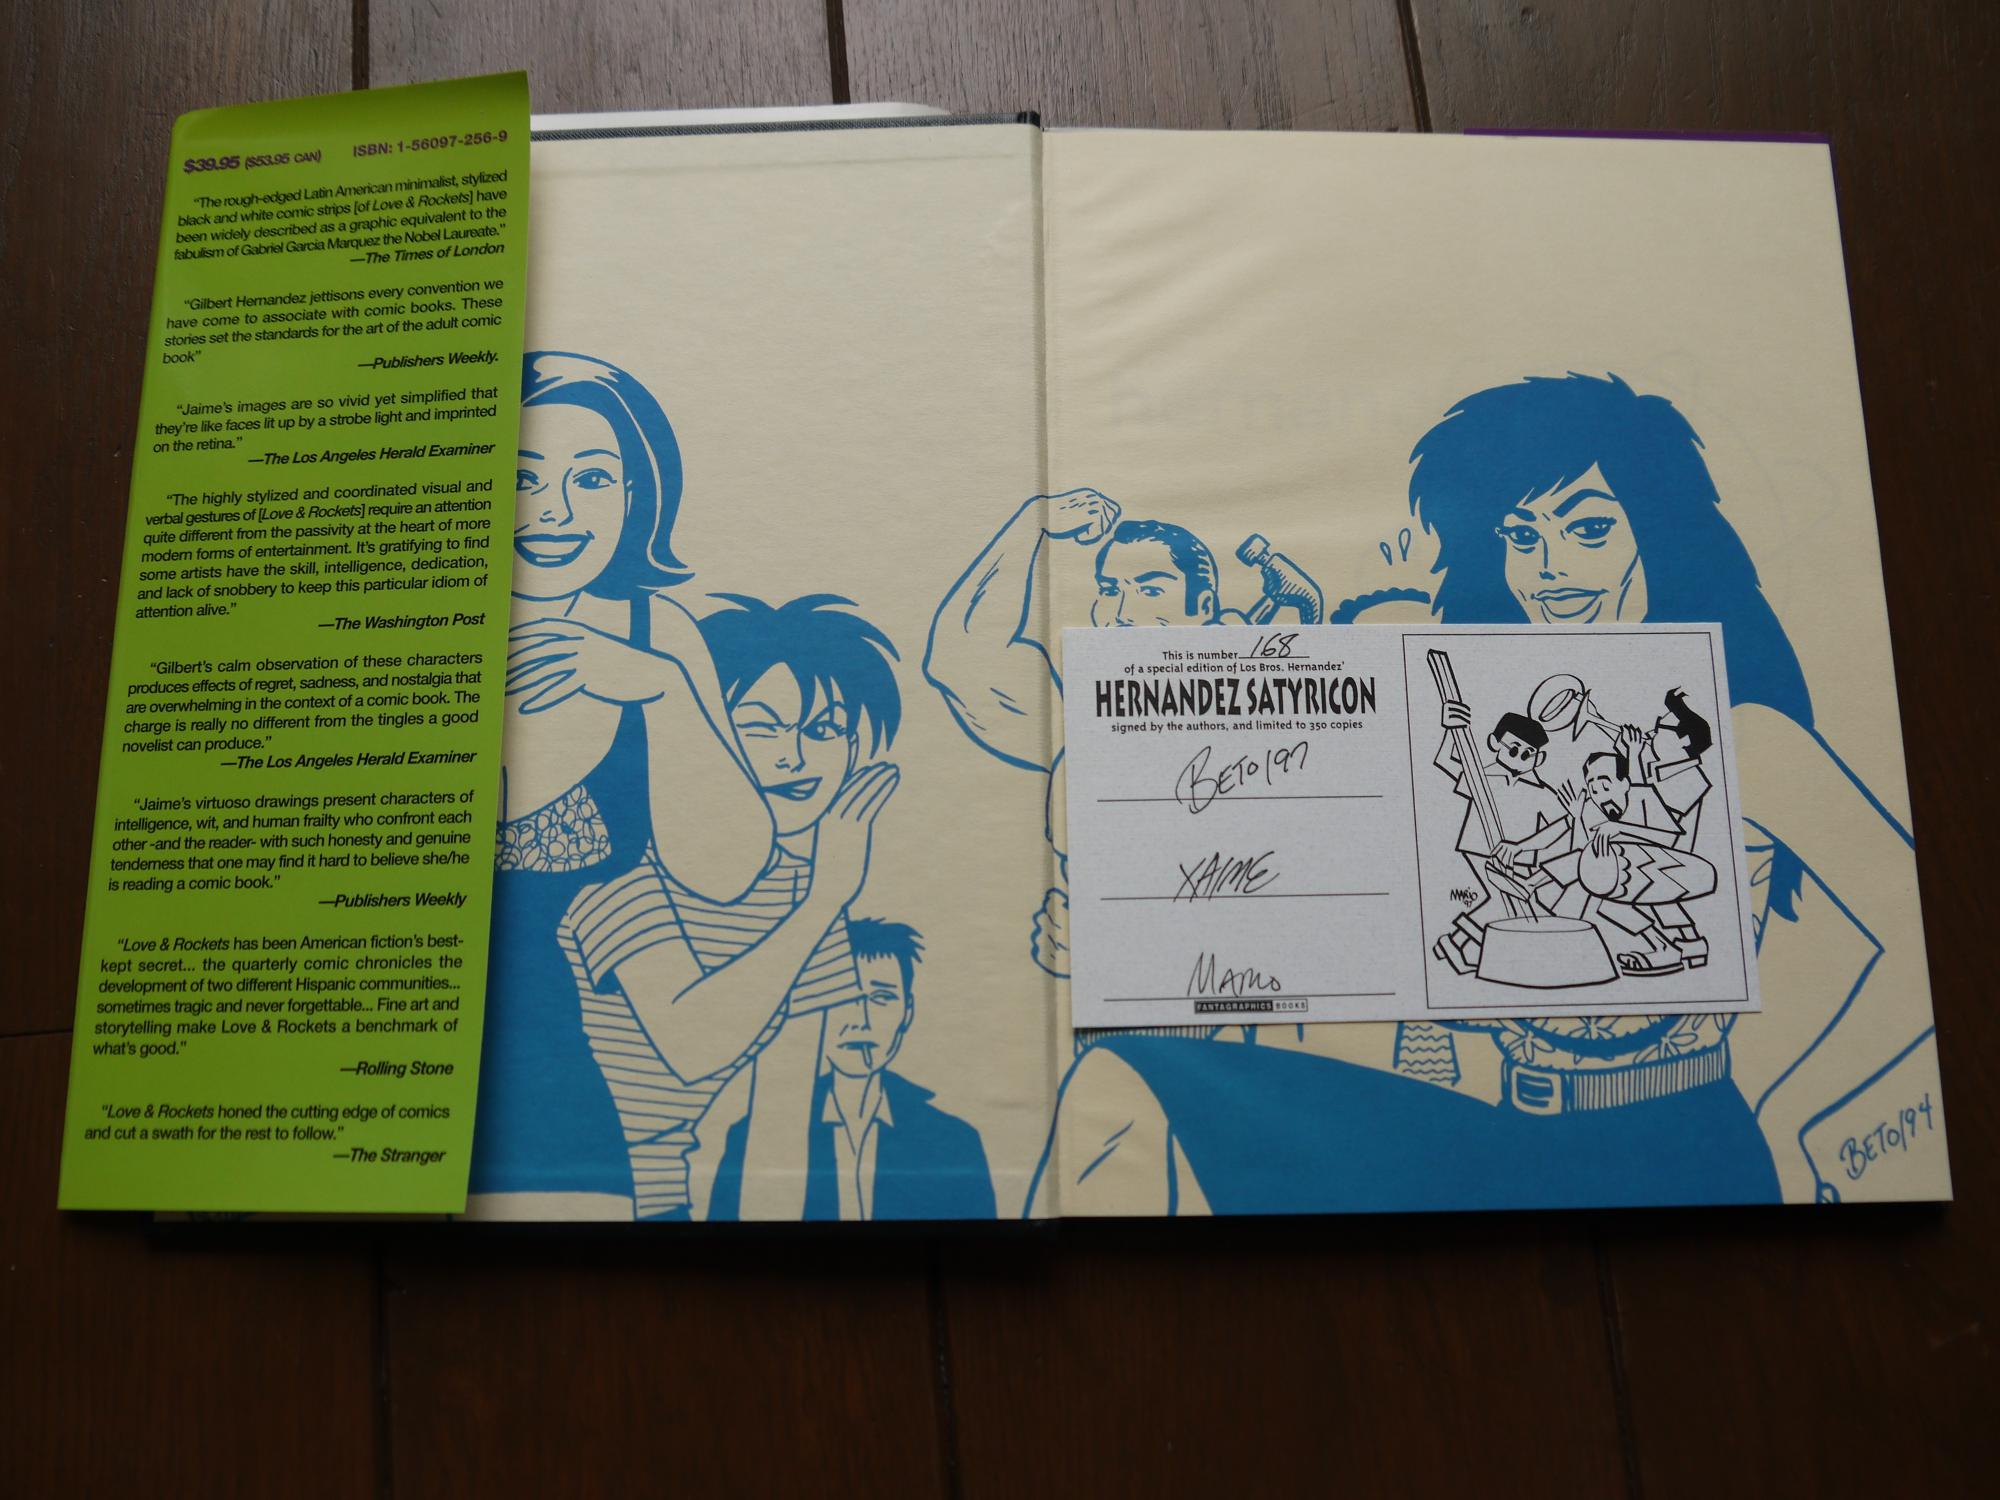 $39.95 ($53.95 CAN) ISBN: 1-56097-256-9
“The rough-edged Latin American minimalist, stylized
black and white comic strips [of Love & Rockets] have
been widely described as a graphic equivalent to the
fabulism of Gabriel Garcia Marquez the Nobel Laureate.”
—The Times of London
“Gilbert Hernandez jettisons every convention we
have come to associate with comic books. These
stories set the standards for the art of the adult comic
book”
—Publishers Weekly.
“Jaime’s images are so vivid yet simplified that
they’re like faces lit up by a strobe light and imprinted
on the retina.”
—The Los Angeles Herald Examiner
“The highly stylized and coordinated visual and
verbal gestures of [Love & Rockets] require an attention
quite different from the passivity at the heart of more
modern forms of entertainment. It’s gratifying to find
some artists have the skill, intelligence, dedication,
and lack of snobbery to keep this particular idiom of
attention alive.”
—The Washington Post
“Gilbert’s calm observation of these characters
produces effects of regret, sadness, and nostalgia that
are overwhelming in the context of a comic book. The
charge is really no different from the tingles a good
novelist can produce.”
—The Los Angeles Herald Examiner
“Jaime’s virtuoso drawings present characters of
intelligence, wit, and human frailty who confront each
other -and the reader- with such honesty and genuine
tenderness that one may find it hard to believe she/he
is reading a comic book.”
—Publishers Weekly
“Love & Rockets has been American fiction’s best-
kept secret... the quarterly comic chronicles the
development of two different Hispanic communities...
sometimes tragic and never forgettable... Fine art and
storytelling make Love & Rockets a benchmark of
what’s good.”
—Rolling Stone
“Love & Rockets honed the cutting edge of comics
and cut a swath for the rest to follow.”
—The Stranger
This is number 168
of a special edition of Los Bros. Hernandez’
HERNANDEZ SATYRICON
signed by the authors, and limited to 350 copies
BETO/97
XAIME
MARIO
FANTAGRAPHICS BOOKS
MARIO
97
BETO/94